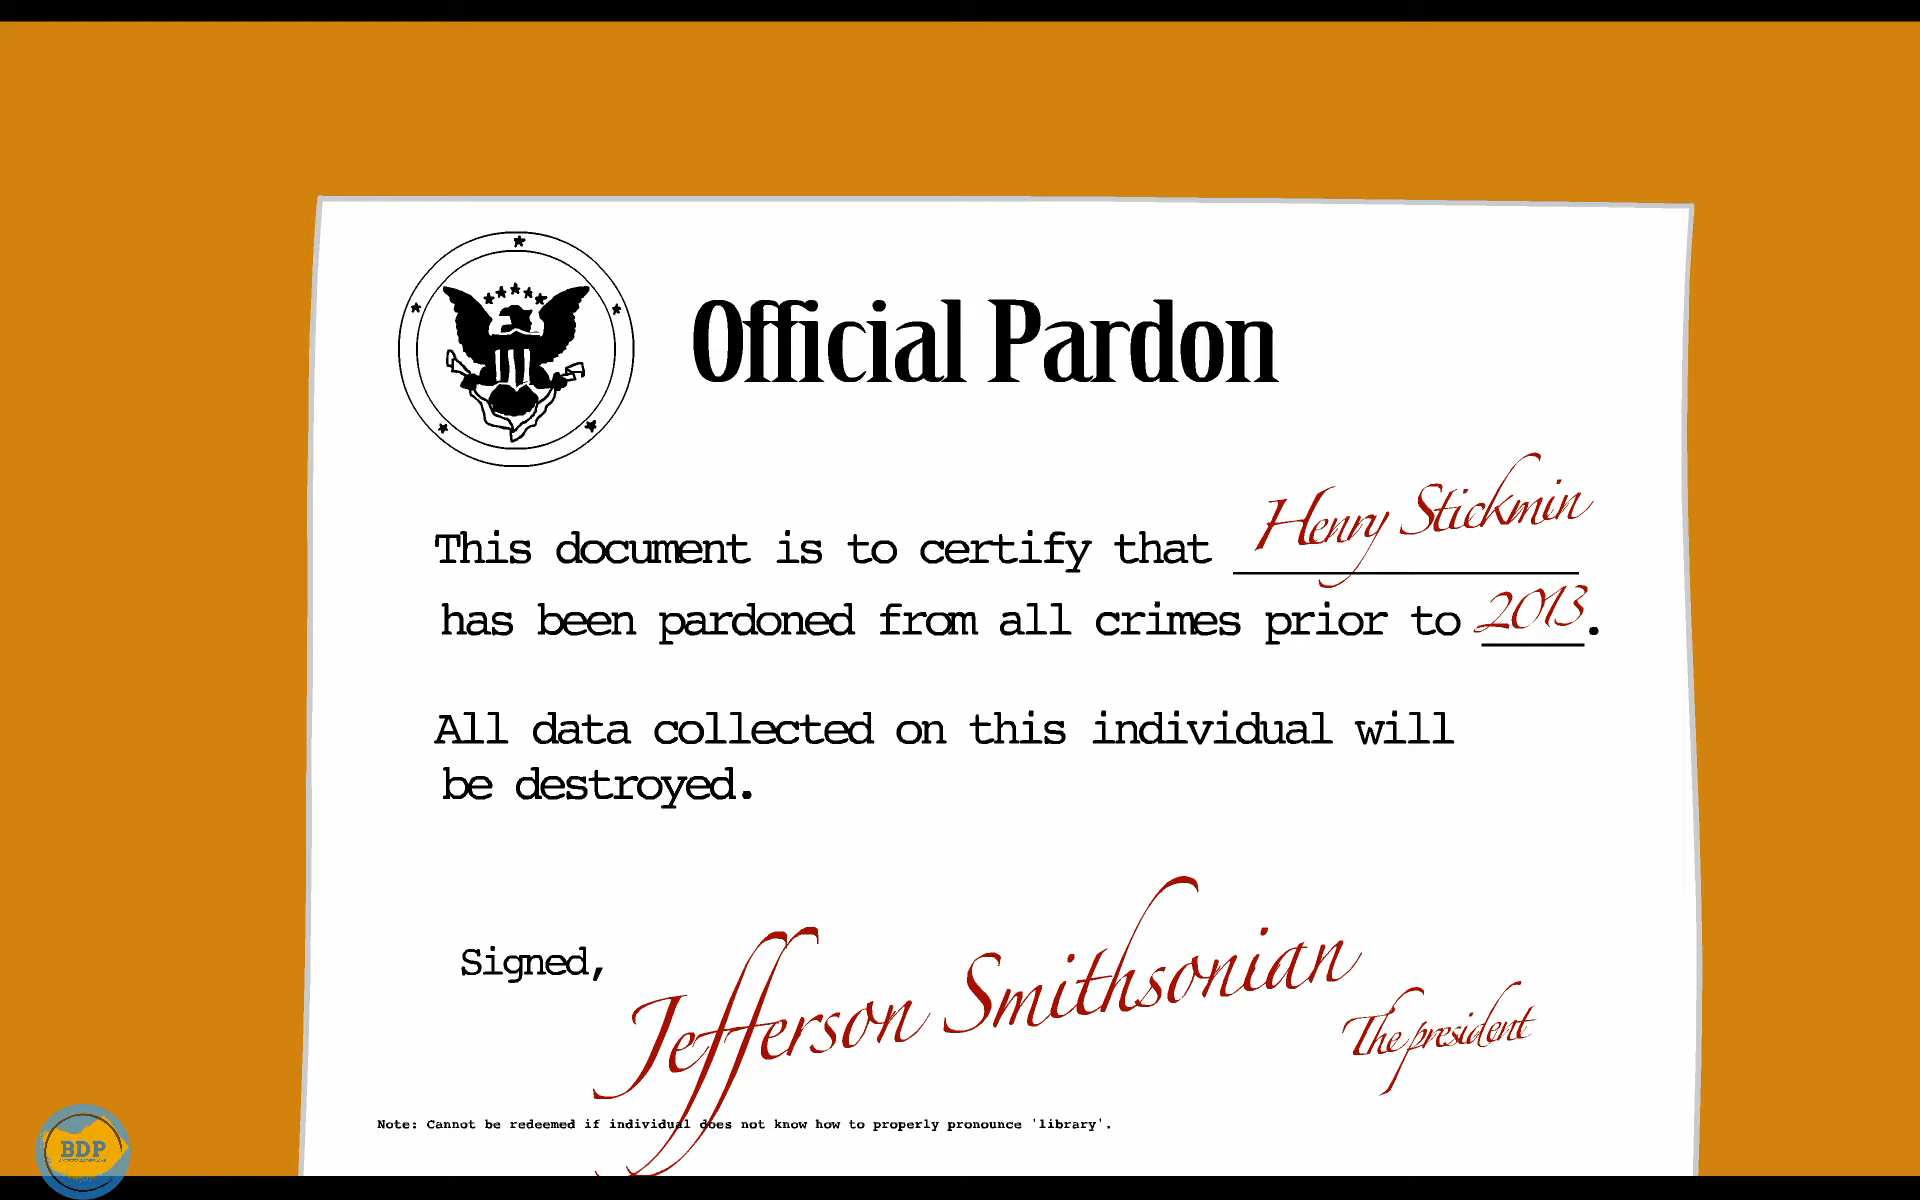 Official Pardon
This document is to certify that Henry Stickmin
has been pardoned from all crimes prior to 2013.
All data collected on this individual will
be destroyed.
Signed, Jefferson Smithsonian
The president
Note: Cannot be redeemed if individual does not know how to properly pronounce 'library'.
BDP